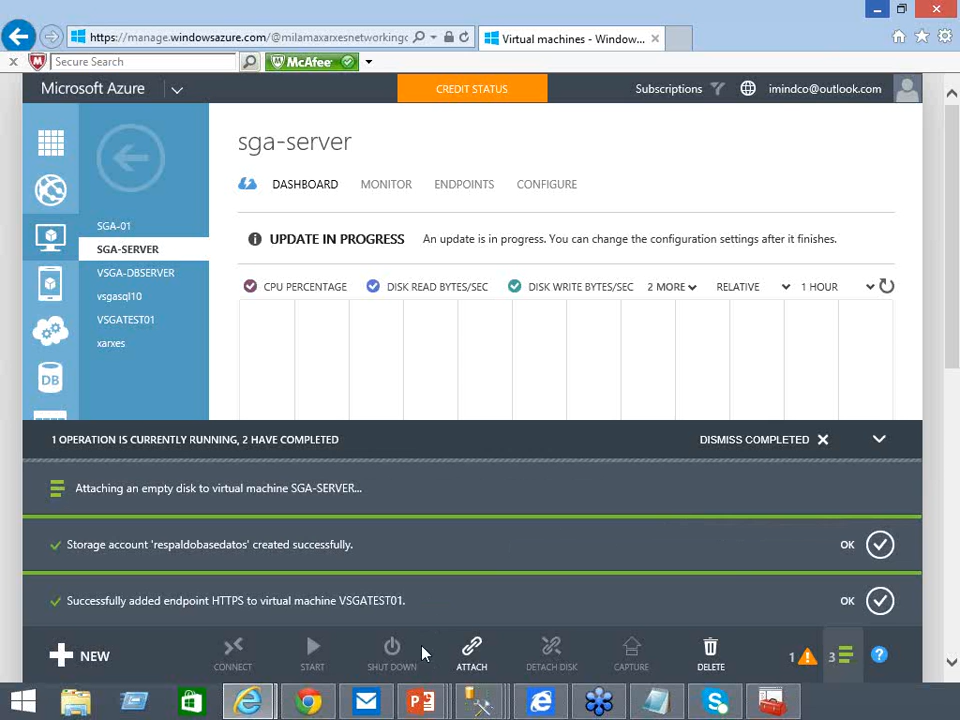 https://manage.windowsazure.com/@milamaxarxesnetworkingc
Virtual machines - Window...
Secure Search
McAfee
Microsoft Azure
CREDIT STATUS
Subscriptions
imindco@outlook.com
sga-server
DASHBOARD MONITOR ENDPOINTS CONFIGURE
SGA-01
SGA-SERVER
VSGA-DBSERVER
vsgasql10
VSGATEST01
xarxes
DB
UPDATE IN PROGRESS An update is in progress. You can change the configuration settings after it finishes.
CPU PERCENTAGE DISK READ BYTES/SEC DISK WRITE BYTES/SEC 2 MORE RELATIVE 1 HOUR
1 OPERATION IS CURRENTLY RUNNING, 2 HAVE COMPLETED
DISMISS COMPLETED
Attaching an empty disk to virtual machine SGA-SERVER...
Storage account 'respaldobasedatos' created successfully.
OK
Successfully added endpoint HTTPS to virtual machine VSGATEST01.
OK
NEW
CONNECT START SHUT DOWN ATTACH DETACH DISK CAPTURE DELETE
1
3
?